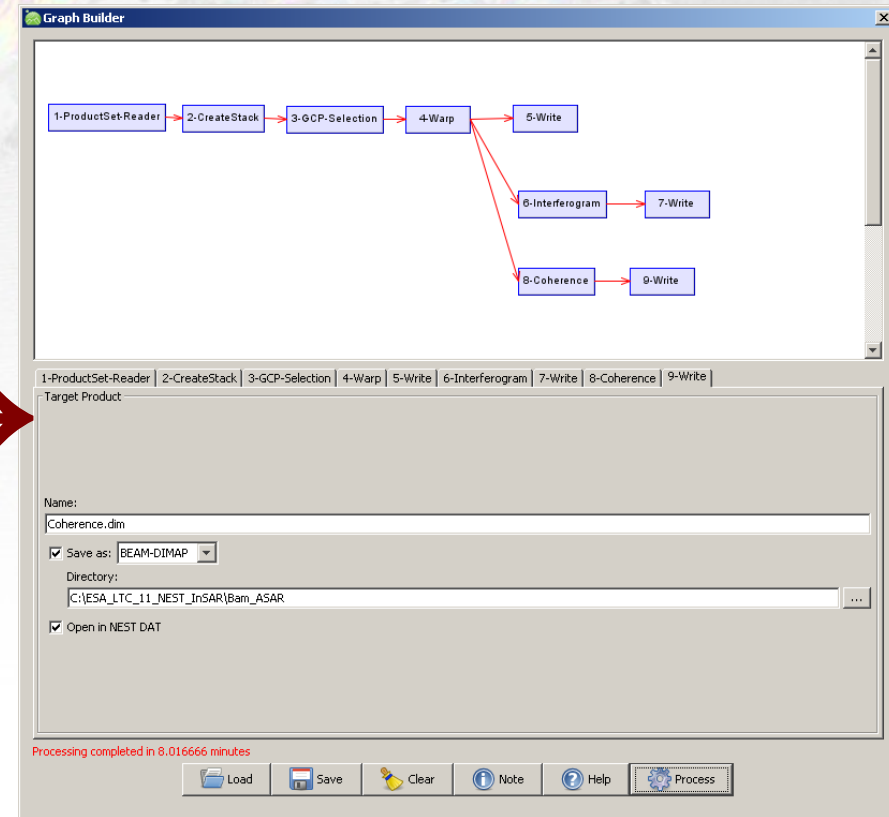 Graph Builder
1-ProductSet-Reader 2-CreateStack 3-GCP-Selection 4-Warp 5-Write
6-Interferogram 7-Write
8-Coherence 9-Write
1-ProductSet-Reader 2-CreateStack 3-GCP-Selection 4-Warp 5-Write 6-Interferogram 7-Write 8-Coherence 9-Write
Target Product
Name:
Coherence.dim
Save as: BEAM-DIMAP
Directory:
C:\ESA_LTC_11_NEST_InSAR\Bam_ASAR ...
Open in NEST DAT
Processing completed in 8.016666 minutes
Load Save Clear Note Help Process